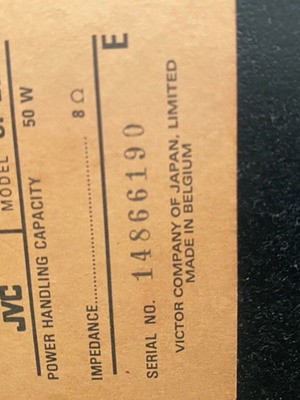 JVC
MODEL
POWER HANDLING CAPACITY 50 W
IMPEDANCE 8 Ω
E
SERIAL NO. 14866190
VICTOR COMPANY OF JAPAN, LIMITED
MADE IN BELGIUM